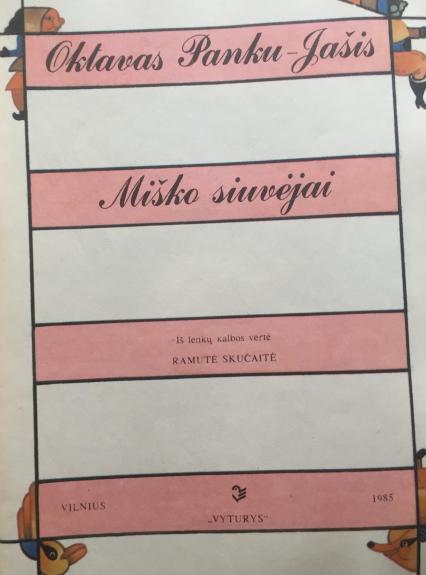 Oktavas Panku-Jašis
Miško siuvėjai
Iš lenkų kalbos vertė
RAMUTĖ SKUČAITĖ
VILNIUS
„VYTURYS“
1985